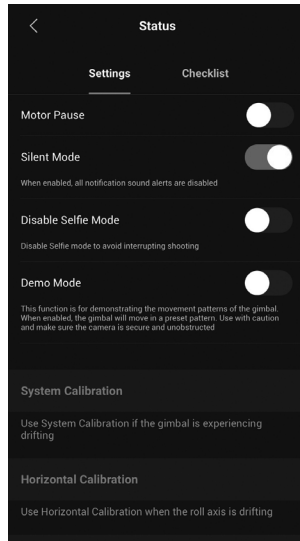 Status
Settings Checklist
Motor Pause
Silent Mode
When enabled, all notification sound alerts are disabled
Disable Selfie Mode
Disable Selfie mode to avoid interrupting shooting
Demo Mode
This function is for demonstrating the movement patterns of the gimbal.
When enabled, the gimbal will move in a preset pattern. Use with caution
and make sure the camera is secure and unobstructed
System Calibration
Use System Calibration if the gimbal is experiencing
drifting
Horizontal Calibration
Use Horizontal Calibration when the roll axis is drifting